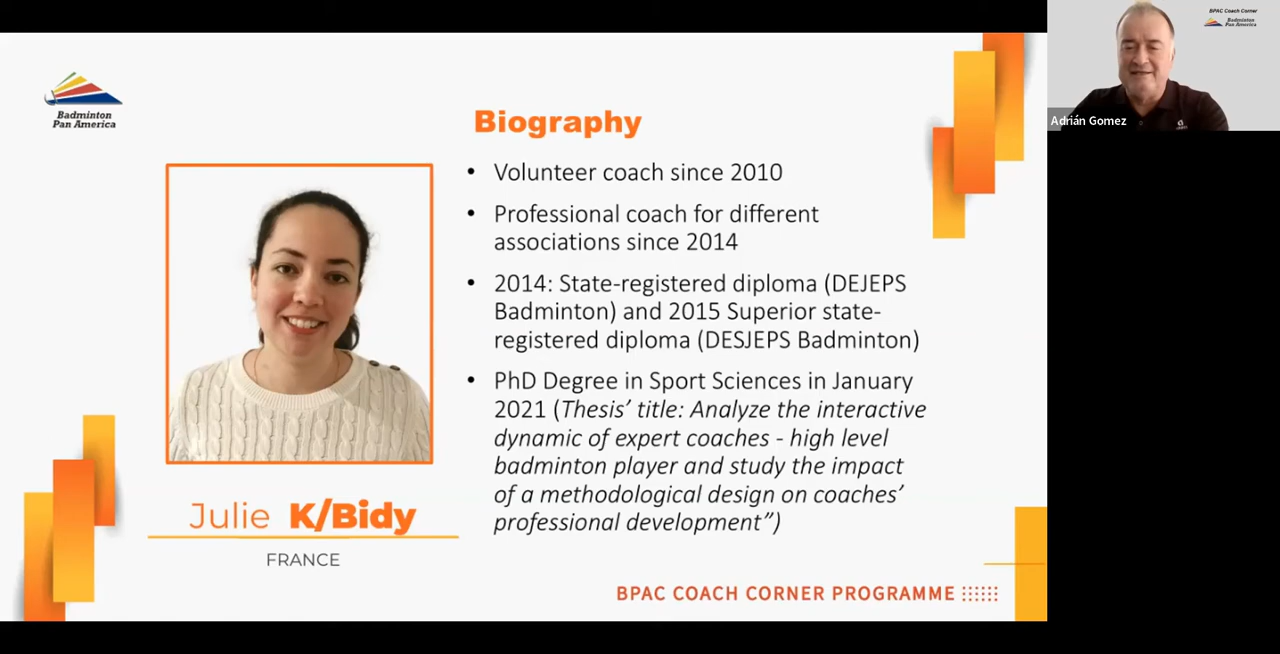 BPAC Coach Corner
Badminton
Pan America
Adrián Gomez
Badminton
Pan America
Biography
• Volunteer coach since 2010
• Professional coach for different
associations since 2014
• 2014: State-registered diploma (DEJEPS
Badminton) and 2015 Superior state-
registered diploma (DESJEPS Badminton)
• PhD Degree in Sport Sciences in January
2021 (Thesis’ title: Analyze the interactive
dynamic of expert coaches - high level
badminton player and study the impact
of a methodological design on coaches’
professional development”)
Julie K/Bidy
FRANCE
BPAC COACH CORNER PROGRAMME